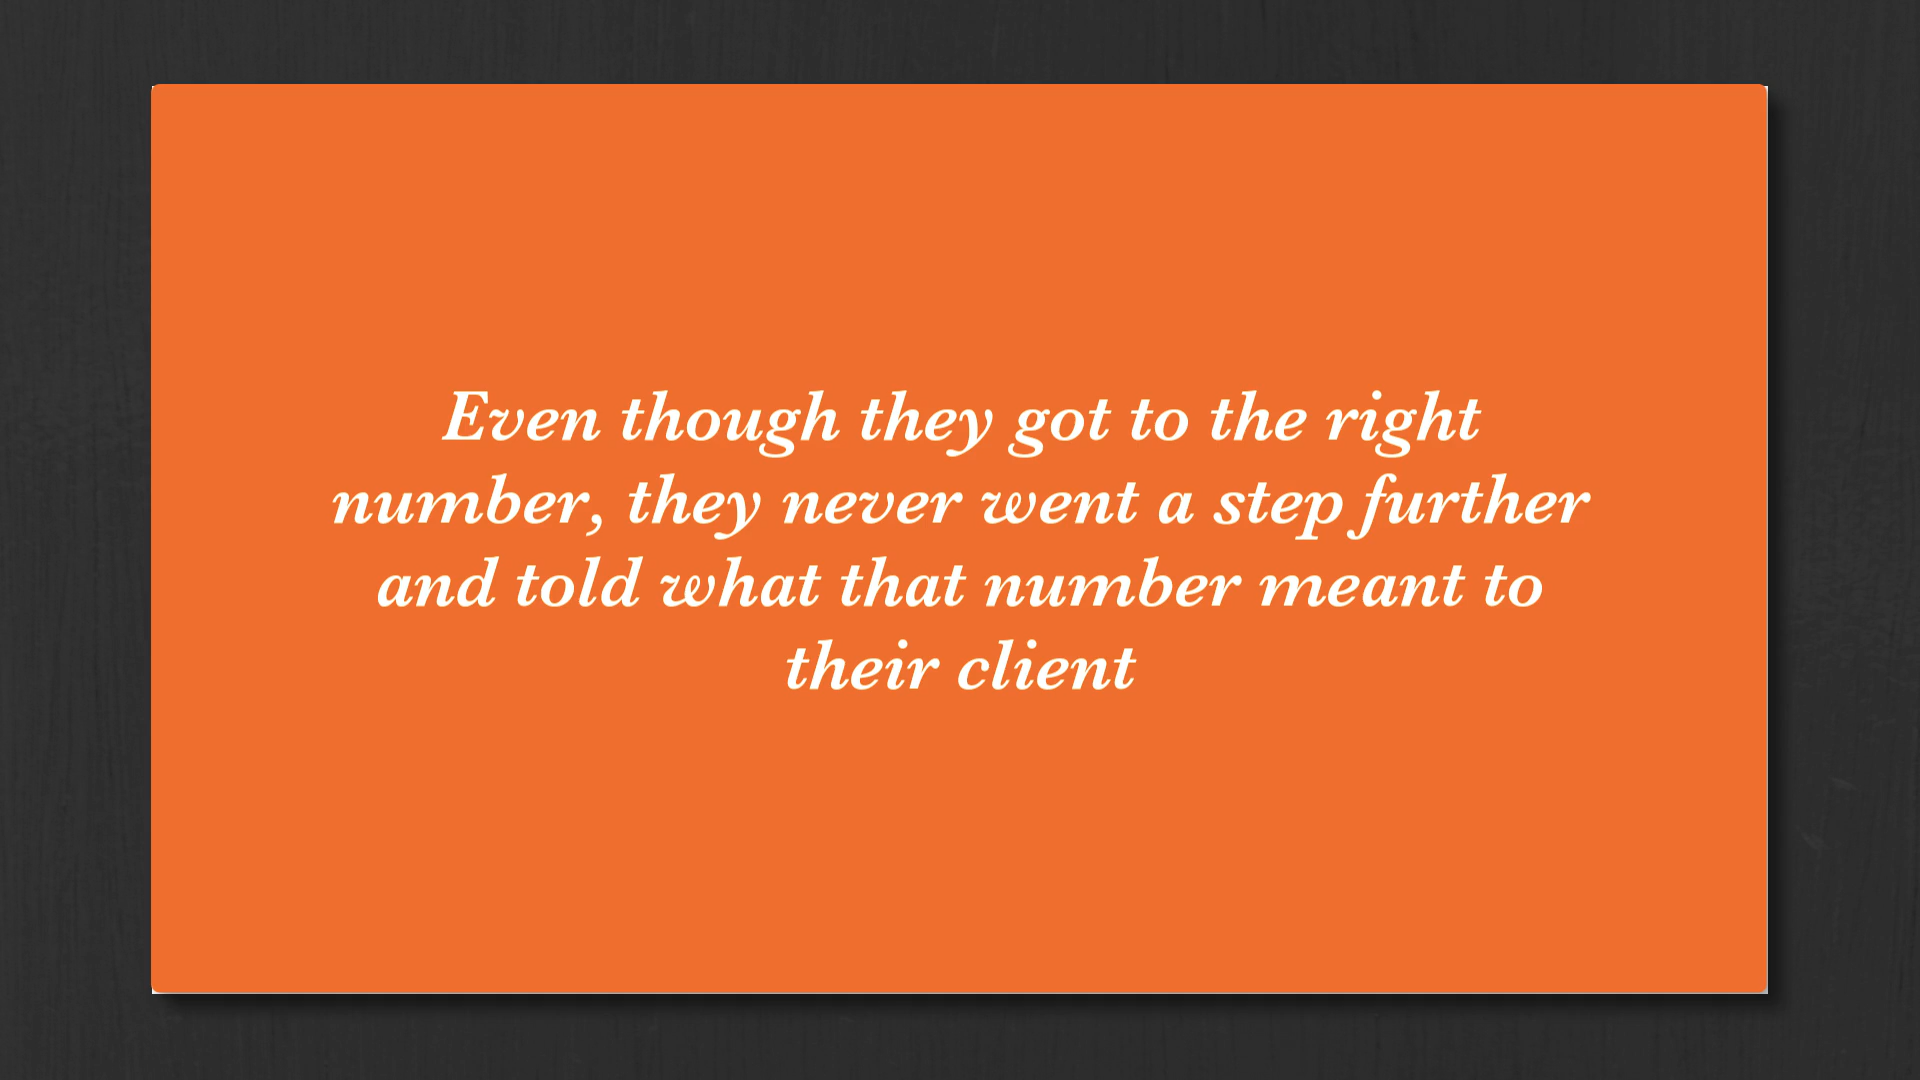 Even though they got to the right
number, they never went a step further
and told what that number meant to
their client